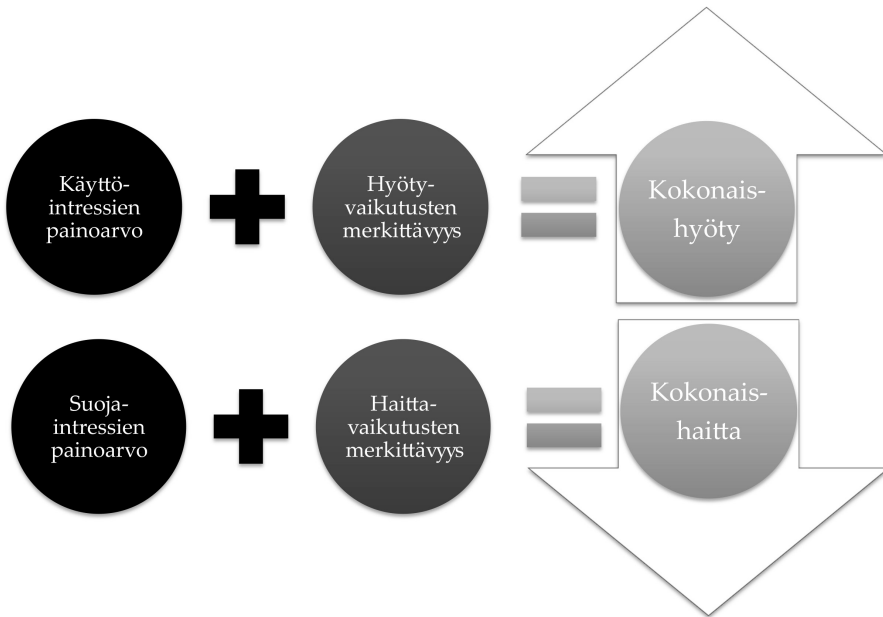 Käyttö-
intressien
painoarvo
Hyöty-
vaikutusten
merkittävyys
Kokonais-
hyöty
Suoja-
intressien
painoarvo
Haitta-
vaikutusten
merkittävyys
Kokonais-
haitta